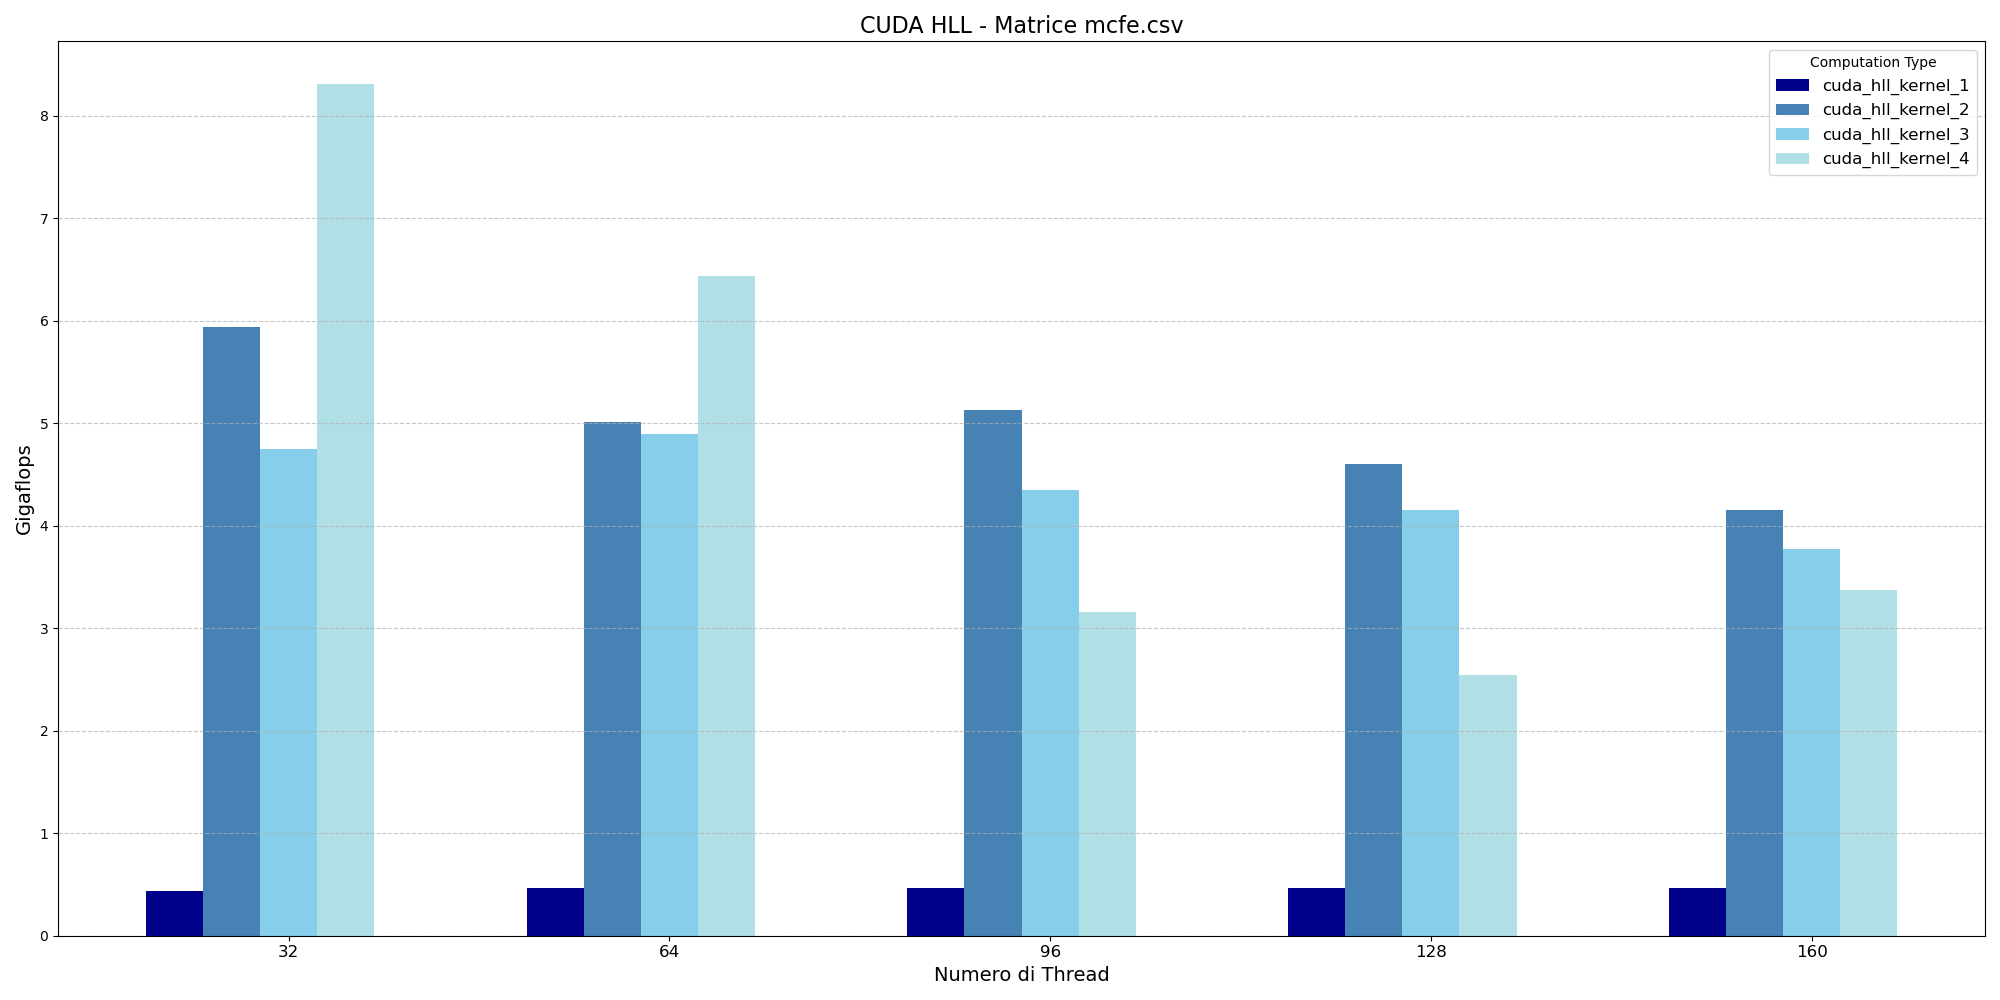 CUDA HLL - Matrice mcfe.csv
Computation Type
cuda_hll_kernel_1
cuda_hll_kernel_2
cuda_hll_kernel_3
cuda_hll_kernel_4
Gigaflops
8
7
6
5
4
3
2
1
0
32 64 96 128 160
Numero di Thread